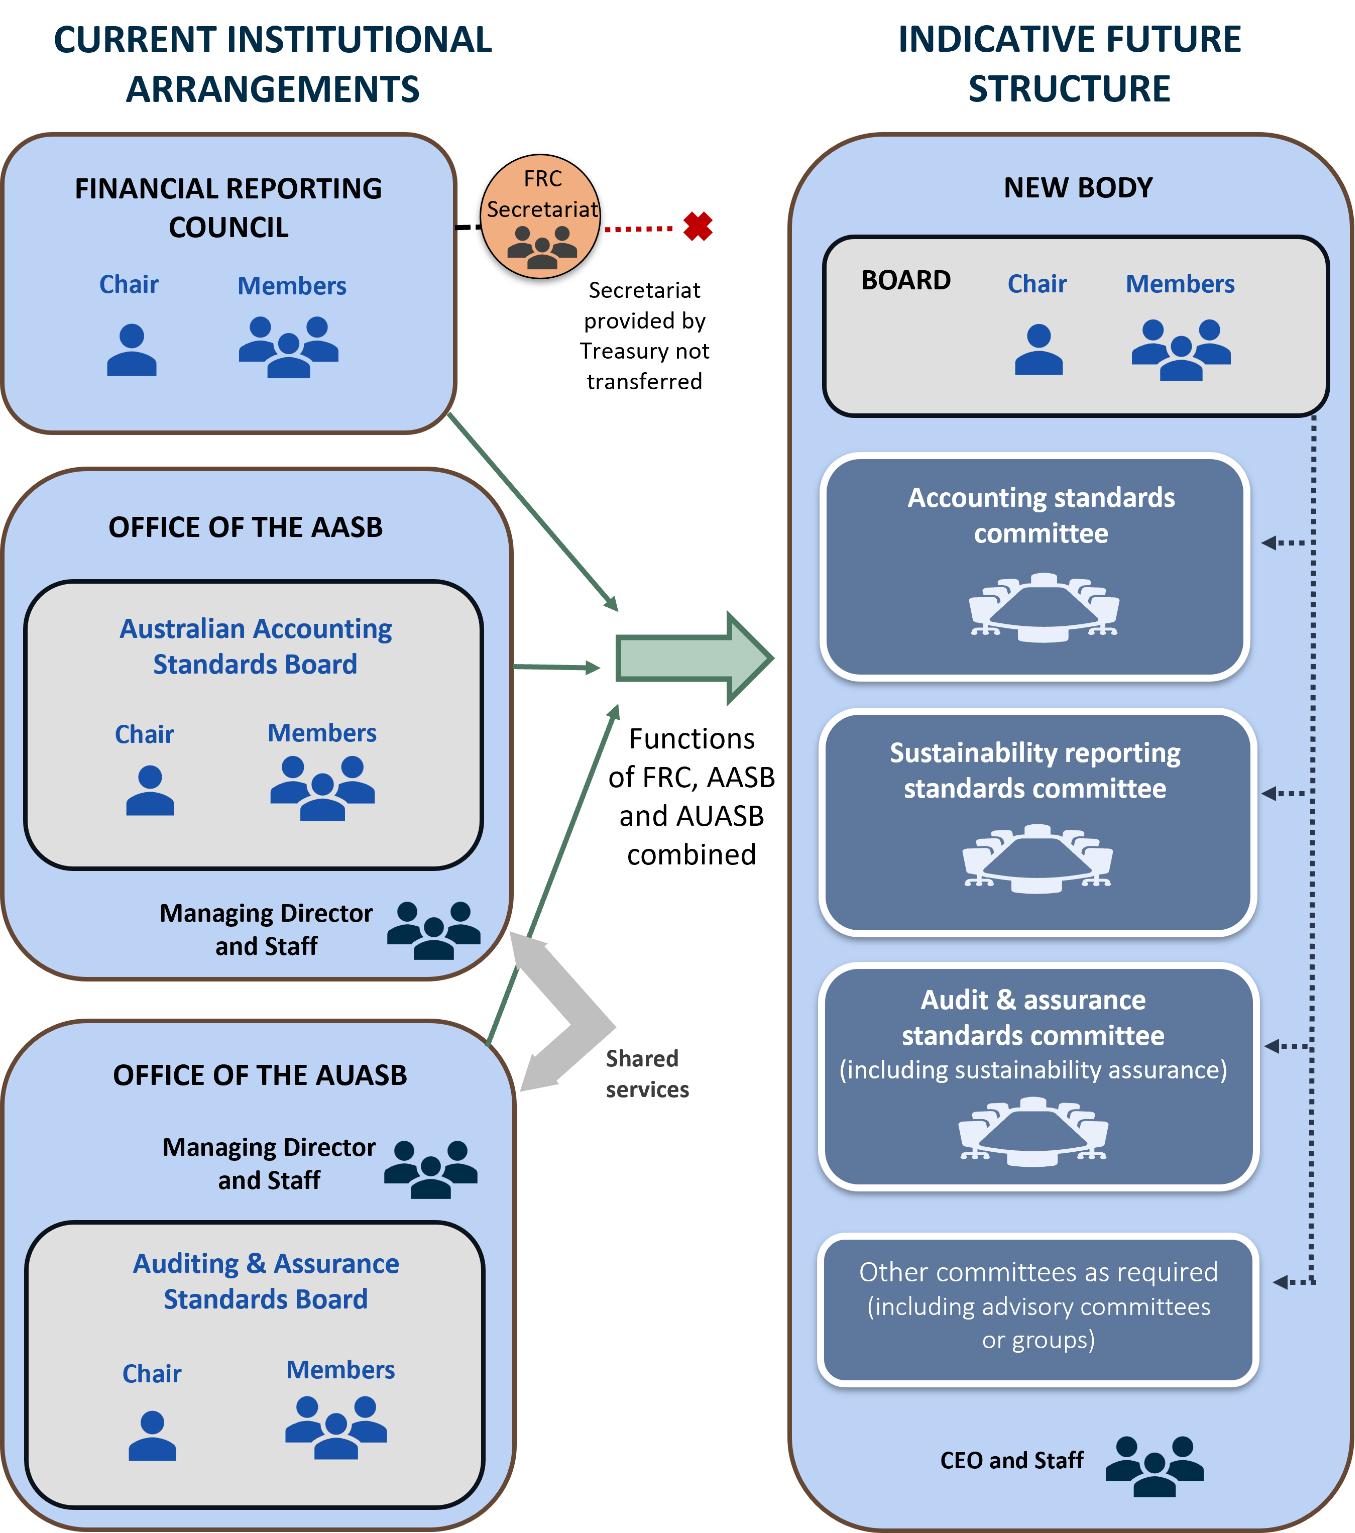 CURRENT INSTITUTIONAL
ARRANGEMENTS
FINANCIAL REPORTING
COUNCIL
Chair
Members
FRC
Secretariat
Secretariat
provided by
Treasury not
transferred
OFFICE OF THE AASB
Australian Accounting
Standards Board
Chair
Members
Managing Director
and Staff
Shared
services
OFFICE OF THE AUASB
Managing Director
and Staff
Auditing & Assurance
Standards Board
Chair
Members
Functions
of FRC, AASB
and AUASB
combined
INDICATIVE FUTURE
STRUCTURE
NEW BODY
BOARD
Chair
Members
Accounting standards
committee
Sustainability reporting
standards committee
Audit & assurance
standards committee
(including sustainability assurance)
Other committees as required
(including advisory committees
or groups)
CEO and Staff